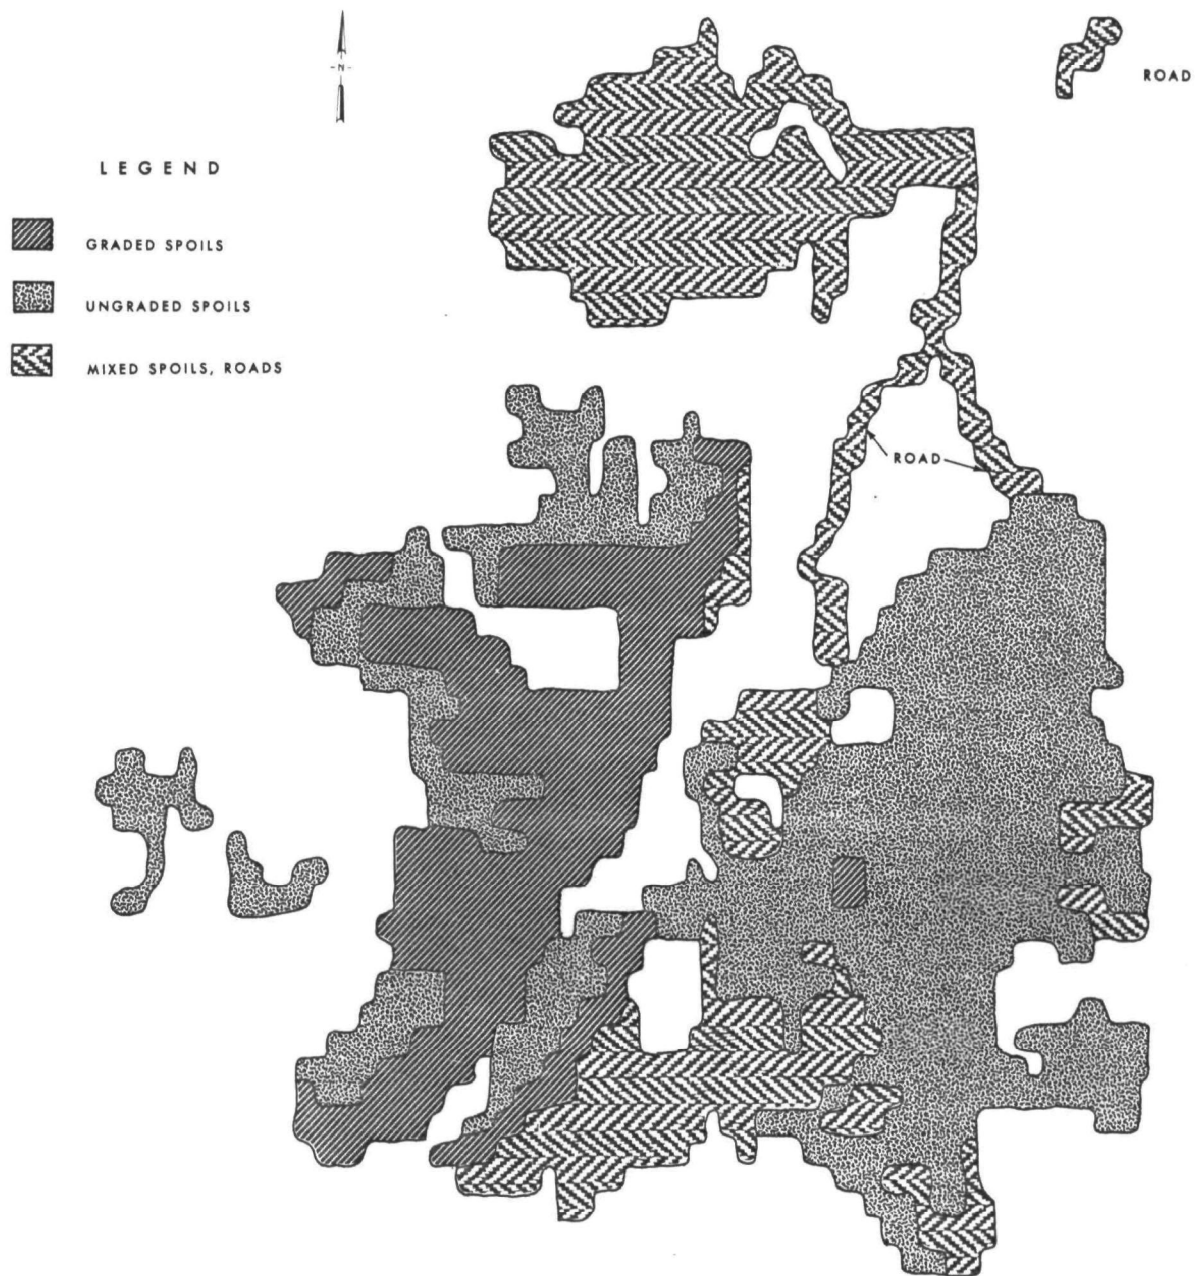 N
ROAD
LEGEND
GRADED SPOILS
UNGRADED SPOILS
MIXED SPOILS, ROADS
ROAD